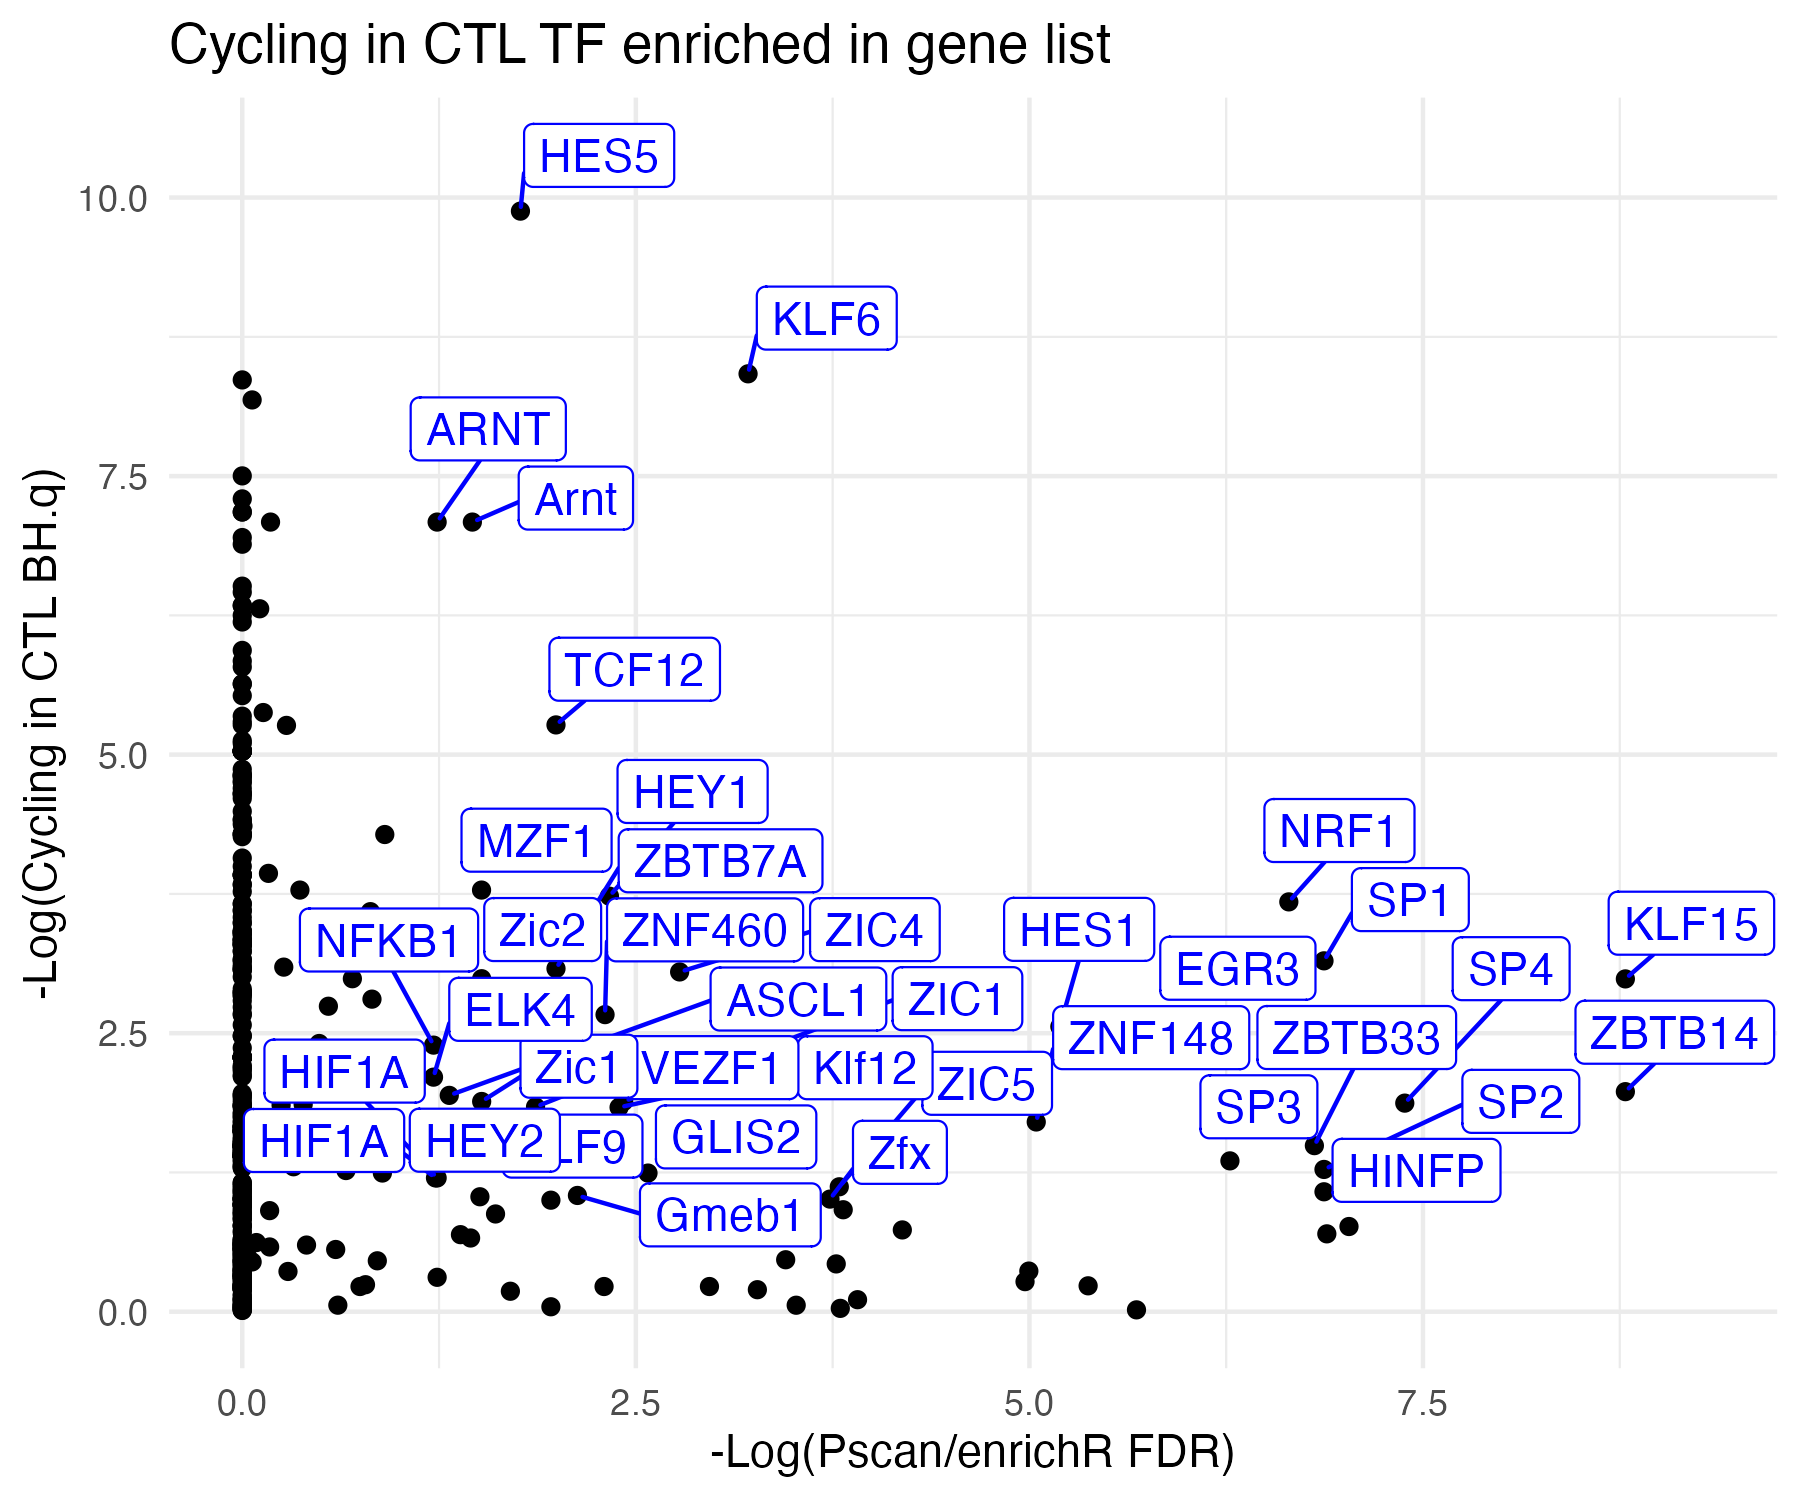 Cycling in CTL TF enriched in gene list
HES5
10.0
KLF6
ARNT
7.5
Arnt
TCF12
5.0
HEY1
MZF1
ZBTB7A
NRF1
SP1
KLF15
NFKB1
Zic2
ZNF460
ZIC4
HES1
EGR3
SP4
ELK4
ASCL1
ZIC1
2.5
ZNF148
ZBTB33
ZBTB14
HIF1A
Zic1
VEZF1
Klf12
ZIC5
SP3
SP2
HIF1A
HEY2
LF9
GLIS2
Zfx
HINFP
Gmeb1
0.0
0.0
2.5
5.0
7.5
-Log(Pscan/enrichR FDR)
-Log(Cycling in CTL BH.q)